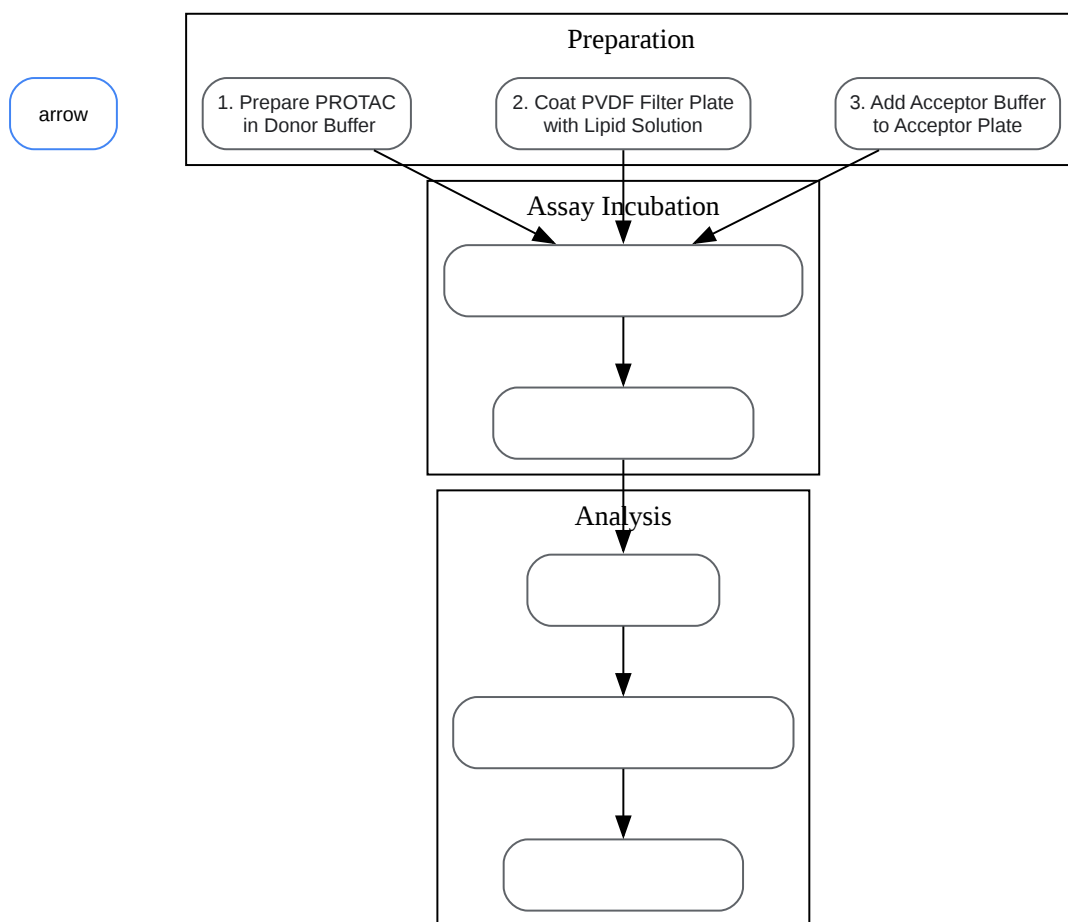 Preparation
arrow
1. Prepare PROTAC
in Donor Buffer
2. Coat PVDF Filter Plate
with Lipid Solution
3. Add Acceptor Buffer
to Acceptor Plate
Assay Incubation
Analysis